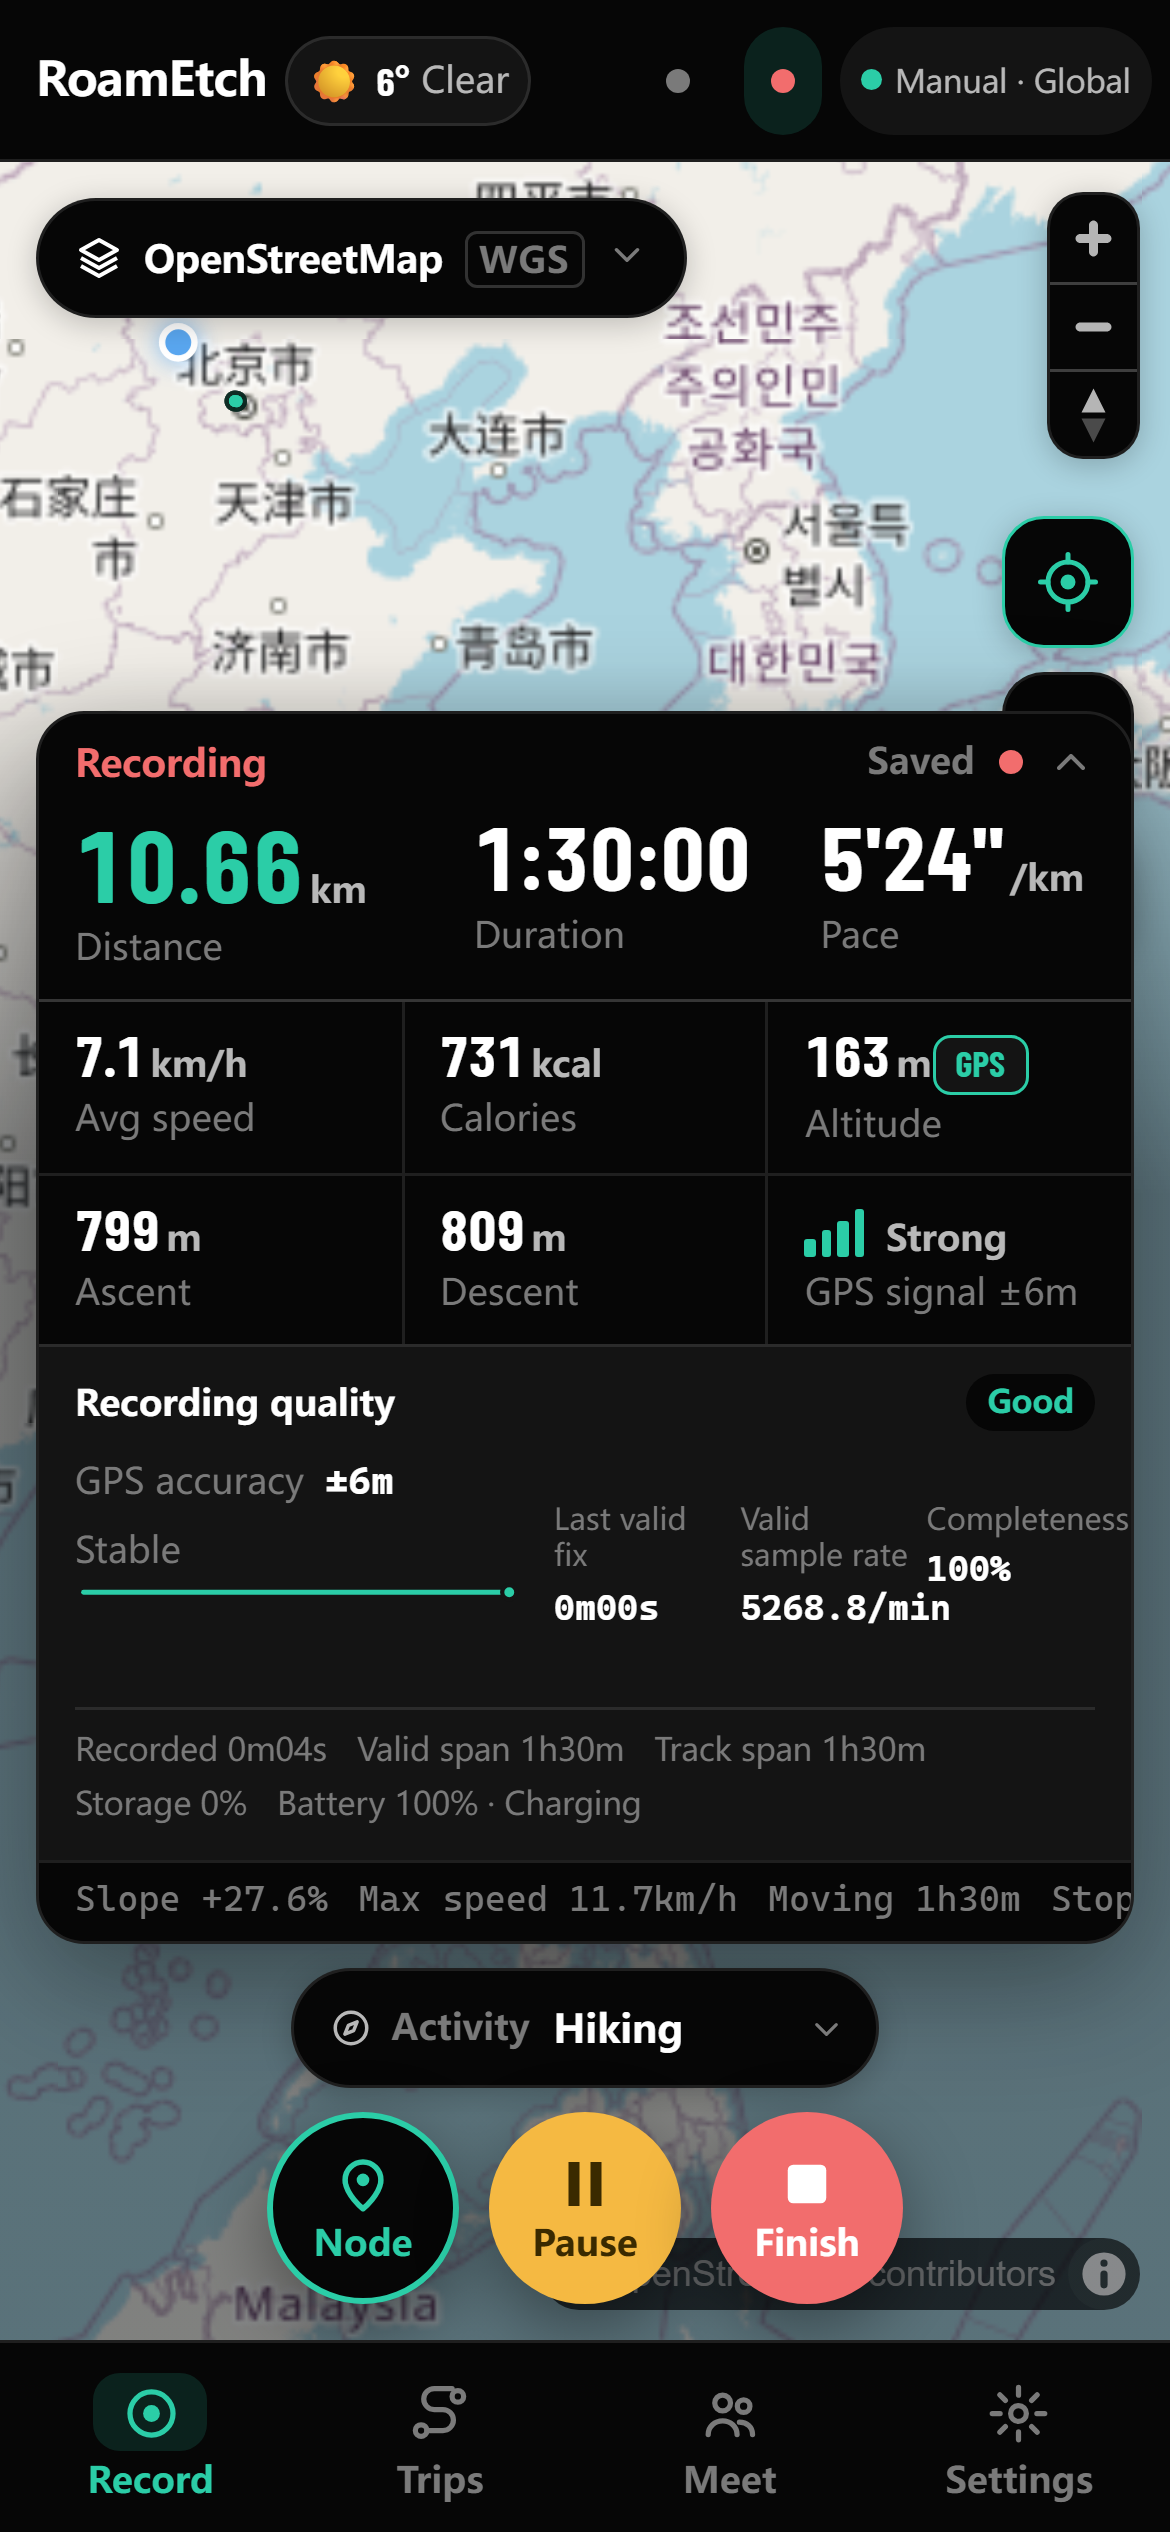 RoamEtch
6° Clear
Manual · Global
四平市
OpenStreetMap WGS
조선민주
주의인민
공화국
北京市
大连市
石家庄
市
天津市
서울특
별시
济南市
青岛市
대한민국
市
Recording
Saved
10.66 km
Distance
1:30:00
Duration
5'24" /km
Pace
7.1 km/h
Avg speed
731 kcal
Calories
163 m GPS
Altitude
799 m
Ascent
809 m
Descent
Strong
GPS signal ±6m
Recording quality
Good
GPS accuracy ±6m
Stable
Last valid
fix
0m00s
Valid
sample rate
5268.8/min
Completeness
100%
Recorded 0m04s Valid span 1h30m Track span 1h30m
Storage 0% Battery 100% · Charging
Slope +27.6% Max speed 11.7km/h Moving 1h30m Stop
Activity Hiking
Node
Pause
Finish
contributors
Malaysia
Record
Trips
Meet
Settings